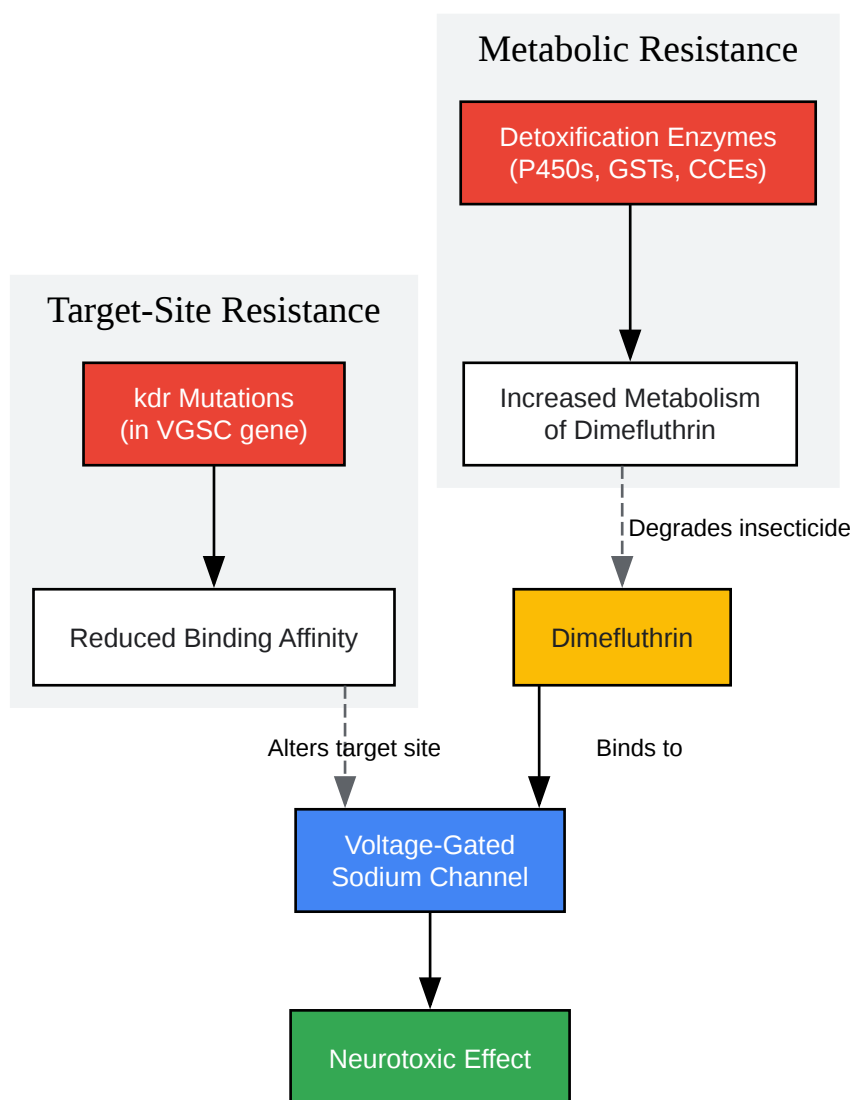 Metabolic Resistance
Detoxification Enzymes
(P450s, GSTs, CCEs)
Target-Site Resistance
kdr Mutations
(in VGSC gene)
Increased Metabolism
of Dimefluthrin
Degrades insecticide
Reduced Binding Affinity
Dimefluthrin
Alters target site
Binds to
Voltage-Gated
Sodium Channel
Neurotoxic Effect